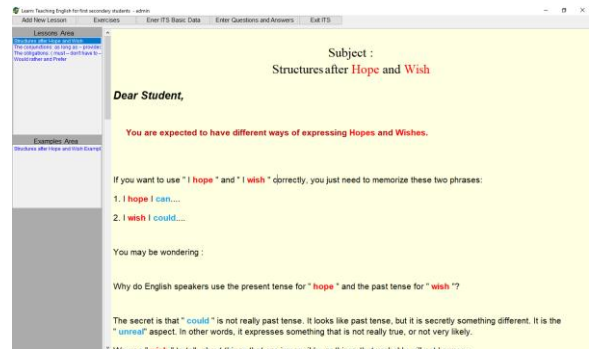 Learn Teaching English for first secondary students - admin
Add New Lesson Exercises Ener ITS Basic Data Enter Questions and Answers Exit ITS
Lessons Area
Structures after Hope and Wish
The conjunctions: as long as – provided
The obligations: ( must – don't have to –
Would rather and Prefer
Examples Area
Structures after Hope and Wish Exampl
Subject :
Structures after Hope and Wish
Dear Student,
You are expected to have different ways of expressing Hopes and Wishes.
If you want to use " I hope " and " I wish " correctly, you just need to memorize these two phrases:
1. I hope I can....
2. I wish I could....
You may be wondering :
Why do English speakers use the present tense for " hope " and the past tense for " wish "?
The secret is that " could " is not really past tense. It looks like past tense, but it is secretly something different. It is the
" unreal" aspect. In other words, it expresses something that is not really true, or not very likely.